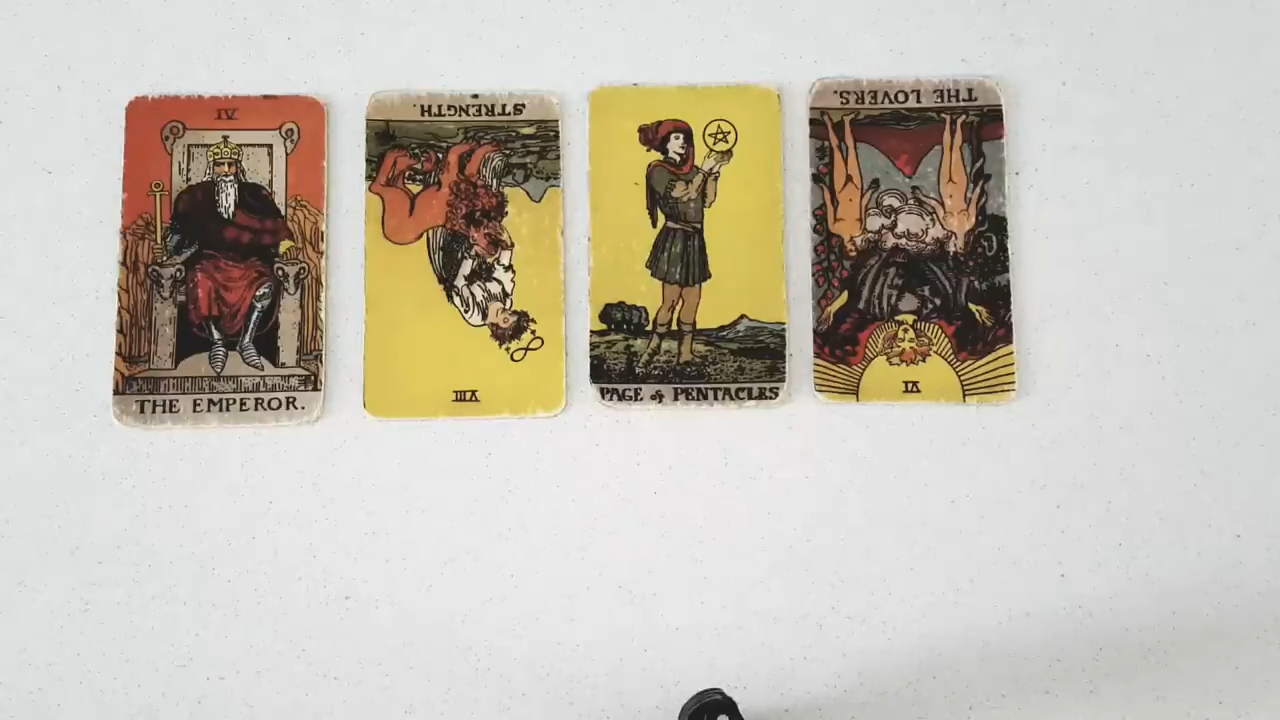 IV
THE EMPEROR.
STRENGTH.
VIII
PAGE of PENTACLES
THE LOVERS.
VI